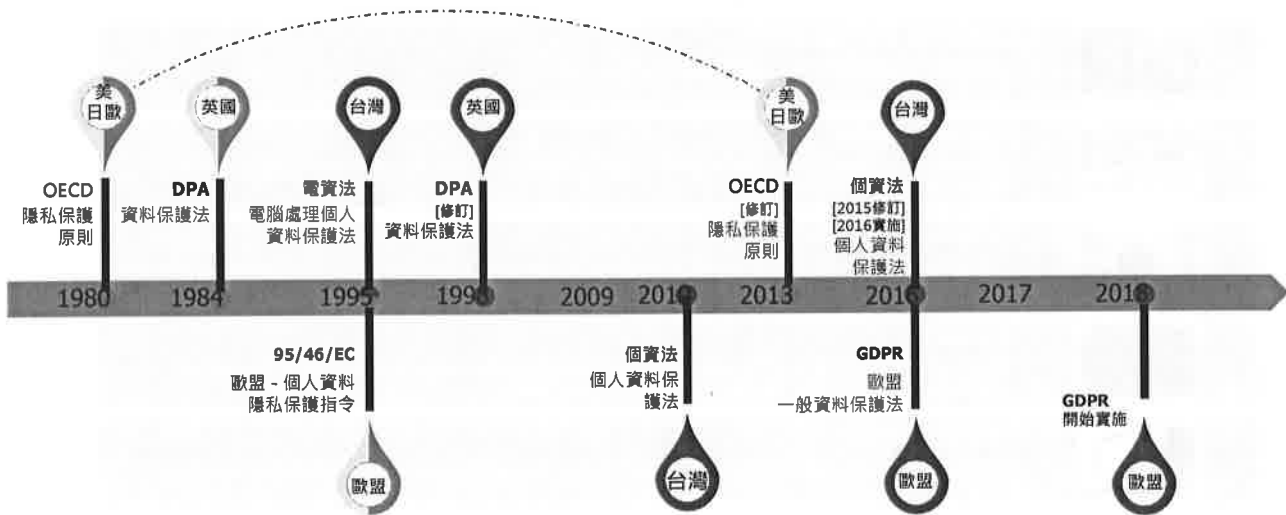 美
日歐
英國
台灣
英國
美
日歐
台灣
OECD
隱私保護
原則
DPA
資料保護法
電資法
電腦處理個人
資料保護法
DPA
[修訂]
資料保護法
OECD
[修訂]
隱私保護
原則
個資法
[2015修訂]
[2016實施]
個人資料
保護法
1980
1984
1995
1998
2009
2010
2013
2016
2017
2018
95/46/EC
歐盟 - 個人資料
隱私保護指令
歐盟
個資法
個人資料保
護法
台灣
GDPR
歐盟
一般資料保護法
歐盟
GDPR
開始實施
歐盟